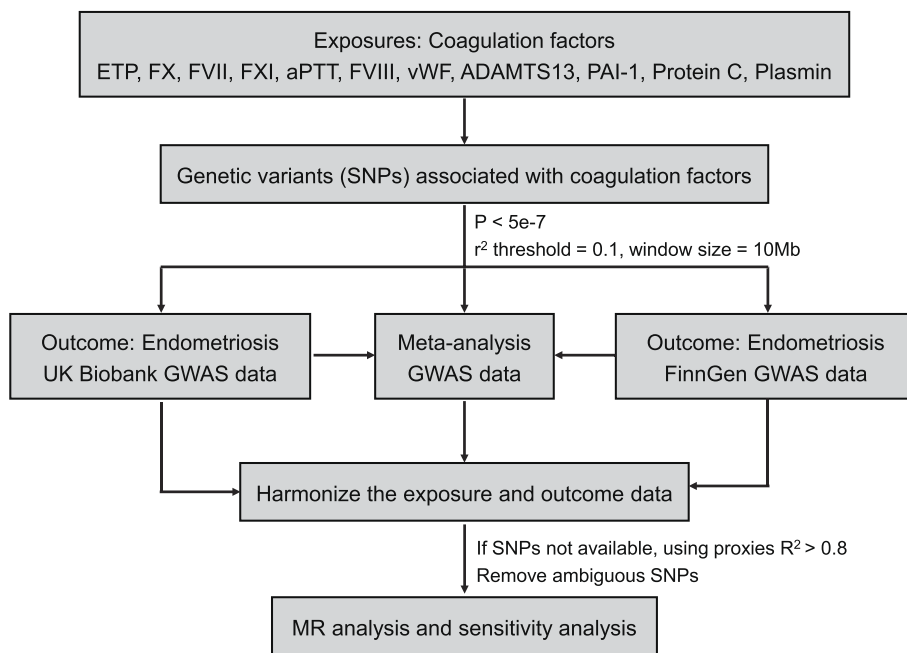 Exposures: Coagulation factors
ETP, FX, FVII, FXI, aPTT, FVIII, vWF, ADAMTS13, PAI-1, Protein C, Plasmin
Genetic variants (SNPs) associated with coagulation factors
P < 5e-7
r² threshold = 0.1, window size = 10Mb
Outcome: Endometriosis
UK Biobank GWAS data
Meta-analysis
GWAS data
Outcome: Endometriosis
FinnGen GWAS data
Harmonize the exposure and outcome data
If SNPs not available, using proxies R² > 0.8
Remove ambiguous SNPs
MR analysis and sensitivity analysis